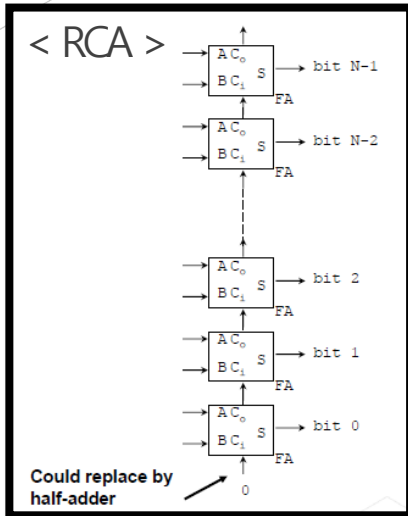 < RCA >
A Co
B Ci S
bit N-1
FA
A Co
B Ci S
bit N-2
FA
A Co
B Ci S
bit 2
FA
A Co
B Ci S
bit 1
FA
A Co
B Ci S
bit 0
FA
Could replace by
half-adder
0